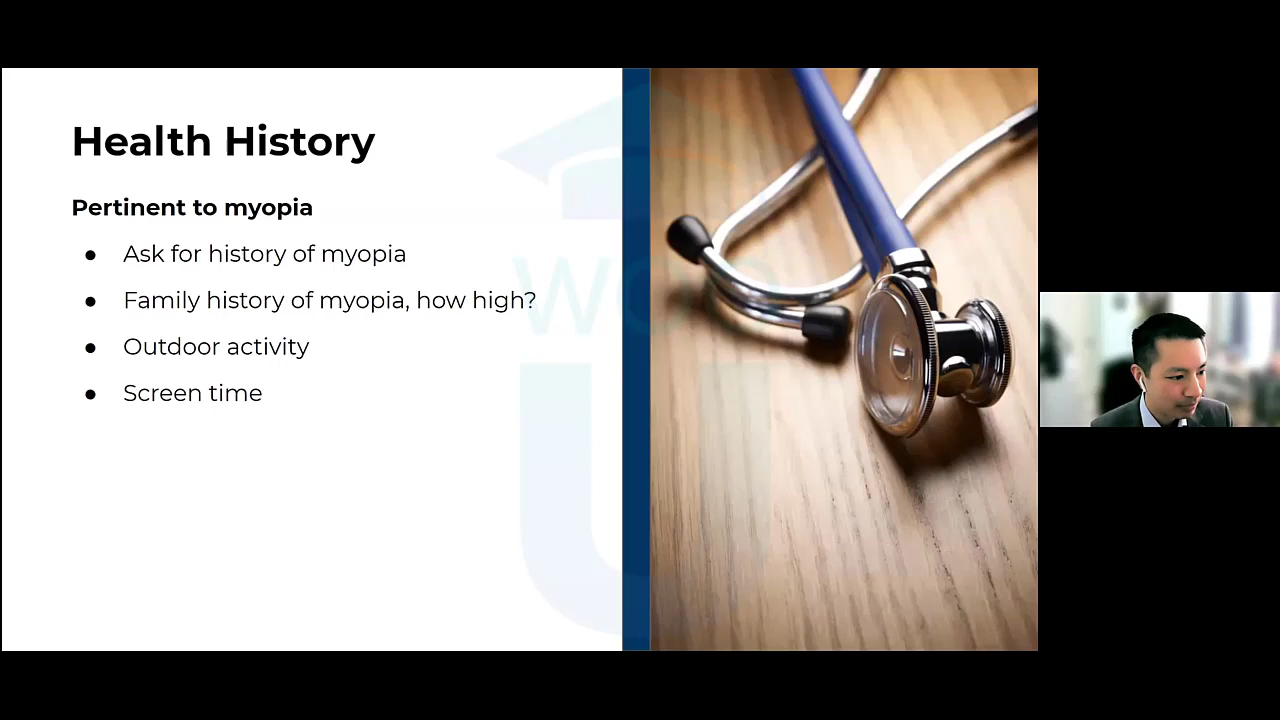 Health History
Pertinent to myopia
● Ask for history of myopia
● Family history of myopia, how high?
● Outdoor activity
● Screen time